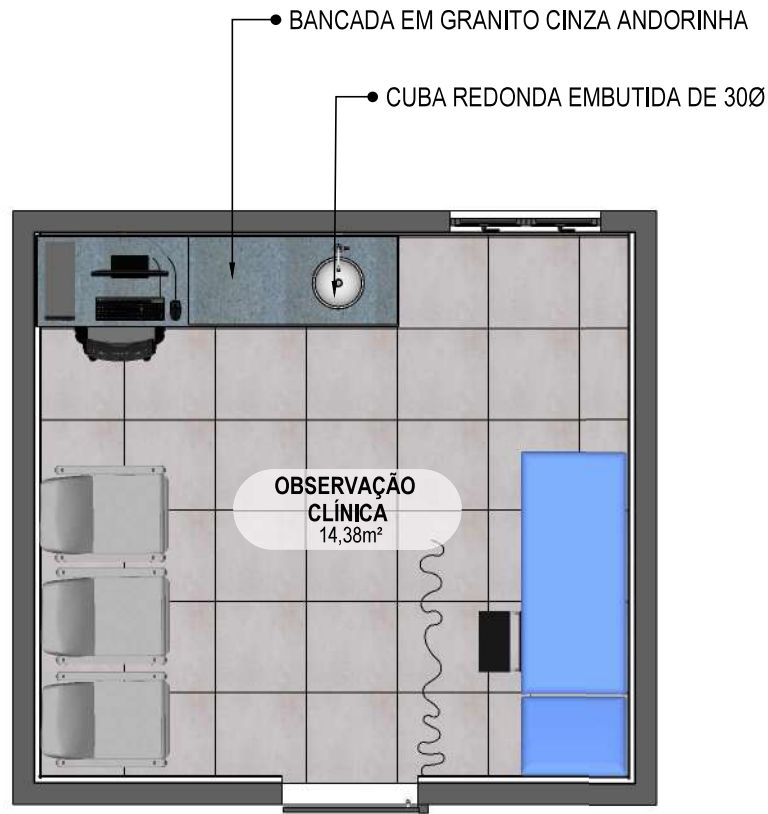 BANCADA EM GRANITO CINZA ANDORINHA
CUBA REDONDA EMBUTIDA DE 30Ø
OBSERVAÇÃO
CLÍNICA
14,38m²